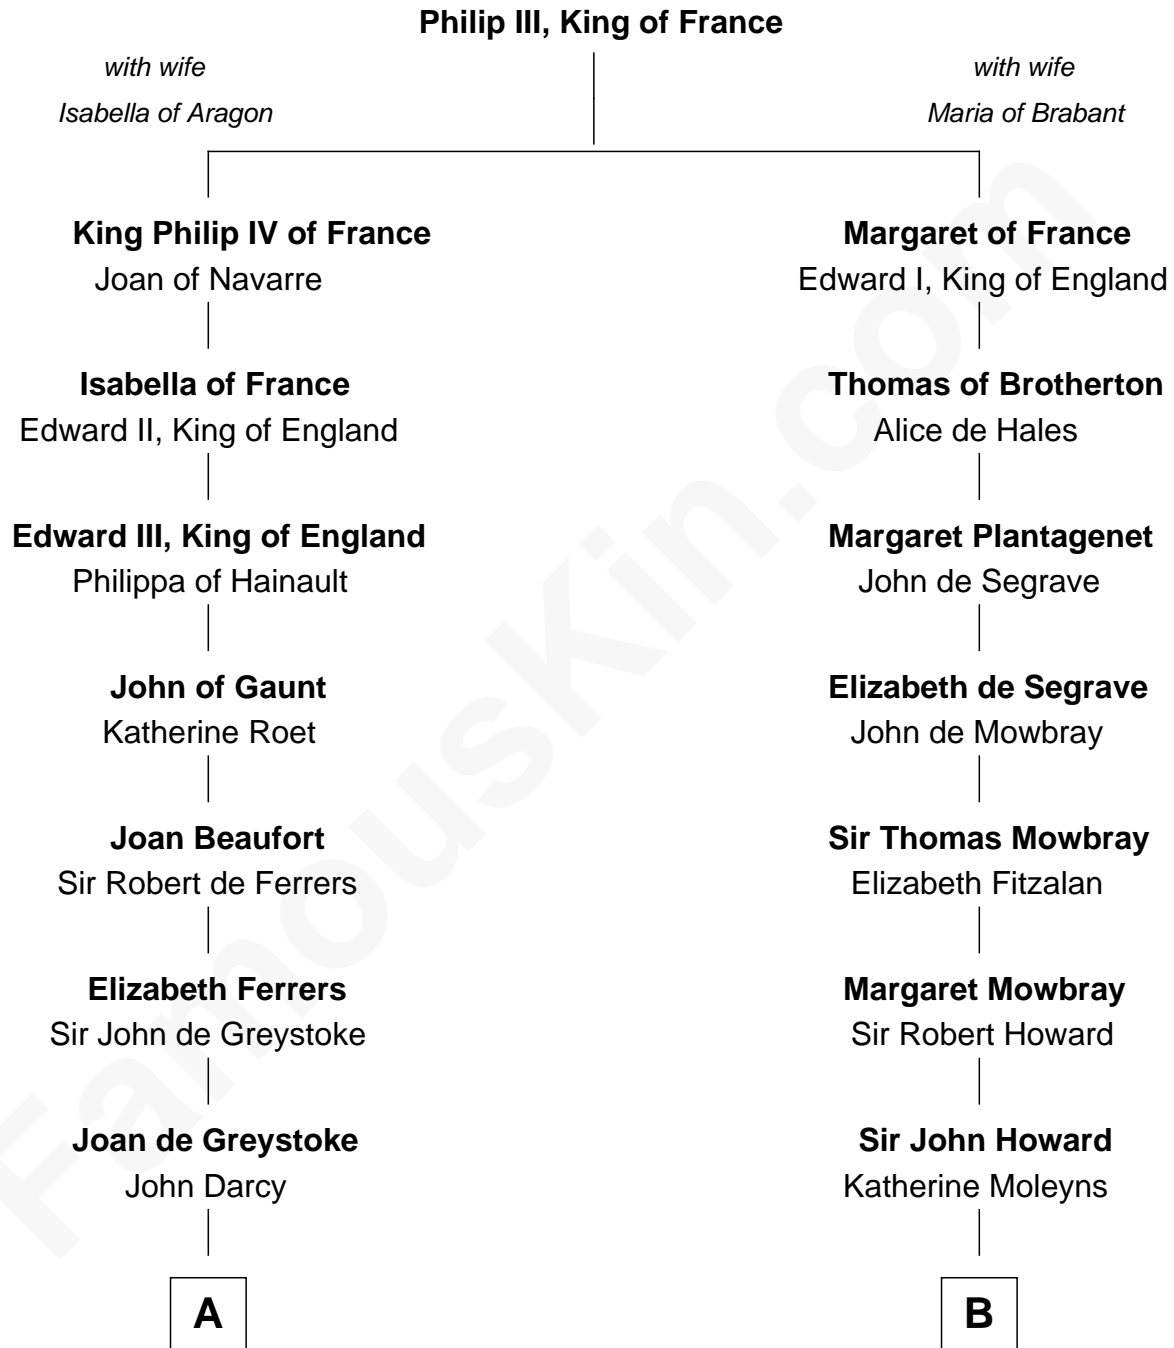 Philip III, King of France
with wife
Isabella of Aragon
with wife
Maria of Brabant
King Philip IV of France
Joan of Navarre
Margaret of France
Edward I, King of England
Isabella of France
Edward II, King of England
Thomas of Brotherton
Alice de Hales
Edward III, King of England
Philippa of Hainault
Margaret Plantagenet
John de Segrave
John of Gaunt
Katherine Roet
Elizabeth de Segrave
John de Mowbray
Joan Beaufort
Sir Robert de Ferrers
Sir Thomas Mowbray
Elizabeth Fitzalan
Elizabeth Ferrers
Sir John de Greystoke
Margaret Mowbray
Sir Robert Howard
Joan de Greystoke
John Darcy
Sir John Howard
Katherine Moleyns
A
B
FamousKin.com